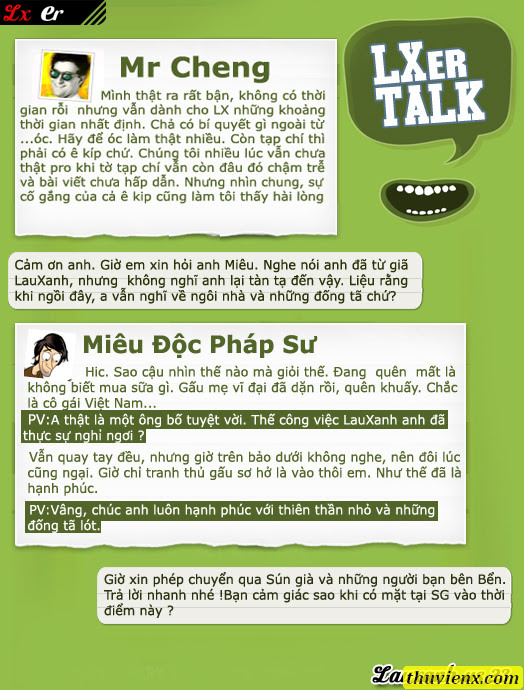 Lx er
LXER
TALK
Mr Cheng
Mình thật ra rất bận, không có thời
gian rỗi nhưng vẫn dành cho LX những khoảng
thời gian nhất định. Chả có bí quyết gì ngoài từ
...óc. Hãy để óc làm thật nhiều. Còn tạp chí thì
phải có ê kíp chứ. Chúng tôi nhiều lúc vẫn chưa
thật pro khi tờ tạp chí vẫn còn đâu đó chậm trễ
và bài viết chưa hấp dẫn. Nhưng nhìn chung, sự
cố gắng của cả ê kip cũng làm tôi thấy hài lòng
Cảm ơn anh. Giờ em xin hỏi anh Miêu. Nghe nói anh đã từ giã
LauXanh, nhưng không nghĩ anh lại tàn tạ đến vậy. Liệu rằng
khi ngồi đây, a vẫn nghĩ về ngôi nhà và những đống tã chứ?
Miêu Độc Pháp Sư
Hic. Sao cậu nhìn thế nào mà giỏi thế. Đang quên mất là
không biết mua sữa gì. Gấu mẹ vĩ đại đã dặn rồi, quên khuấy. Chắc
là cô gái Việt Nam...
PV:A thật là một ông bố tuyệt vời. Thế công việc LauXanh anh đã
thực sự nghỉ ngơi ?
Vẫn quay tay đều, nhưng giờ trên bảo dưới không nghe, nên đôi lúc
cũng ngại. Giờ chỉ tranh thủ gấu sơ hở là vào thôi em. Như thế đã là
hạnh phúc.
PV:Vâng, chúc anh luôn hạnh phúc với thiên thần nhỏ và những
đống tã lót.
Giờ xin phép chuyển qua Sún già và những người bạn bên Bển.
Trả lời nhanh nhé !Bạn cảm giác sao khi có mặt tại SG vào thời
điểm này ?
thuvienx.com